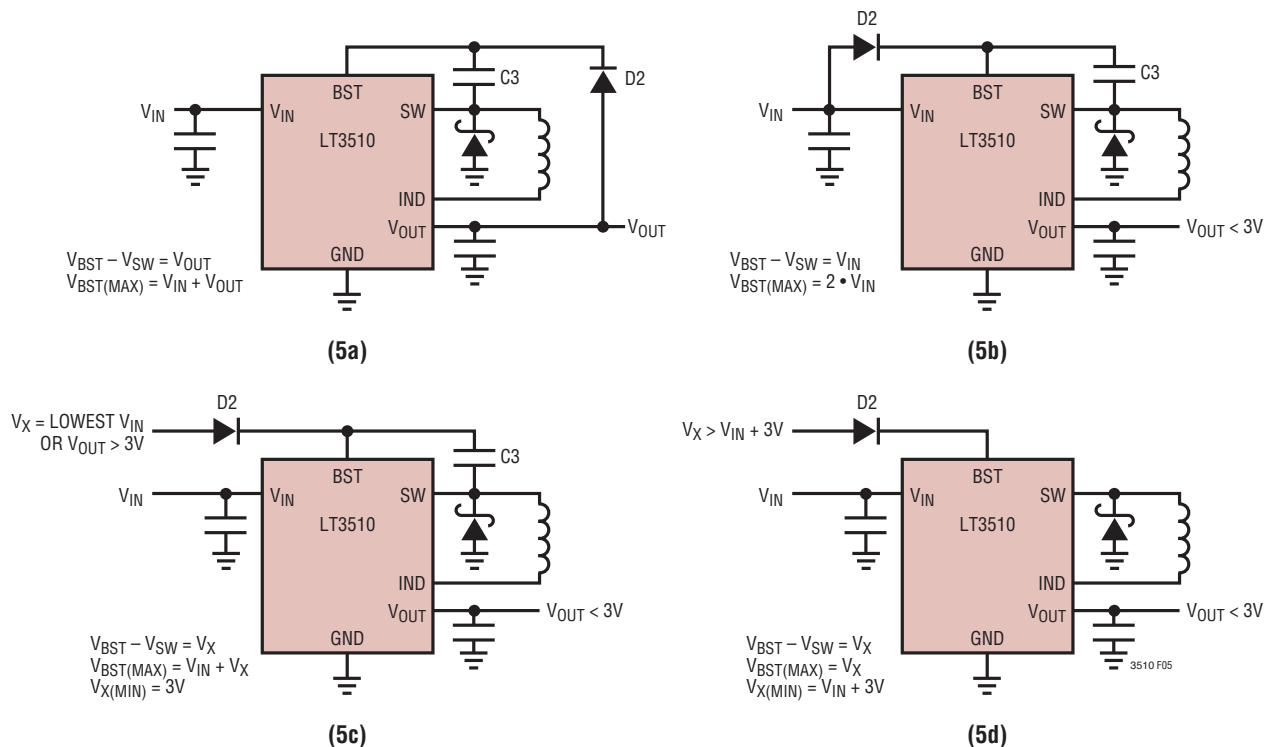 D2
C3
BST
V_IN
V_IN
SW
LT3510
IND
V_OUT
V_OUT
GND
V_BST – V_SW = V_OUT
V_BST(MAX) = V_IN + V_OUT
(5a)
D2
C3
BST
V_IN
V_IN
SW
LT3510
IND
V_OUT
V_OUT < 3V
GND
V_BST – V_SW = V_IN
V_BST(MAX) = 2 • V_IN
(5b)
D2
V_X = LOWEST V_IN
OR V_OUT > 3V
C3
BST
V_IN
V_IN
SW
LT3510
IND
V_OUT
V_OUT < 3V
GND
V_BST – V_SW = V_X
V_BST(MAX) = V_IN + V_X
V_X(MIN) = 3V
(5c)
D2
V_X > V_IN + 3V
BST
V_IN
V_IN
SW
LT3510
IND
V_OUT
V_OUT < 3V
GND
V_BST – V_SW = V_X
V_BST(MAX) = V_X
V_X(MIN) = V_IN + 3V
3510 F05
(5d)